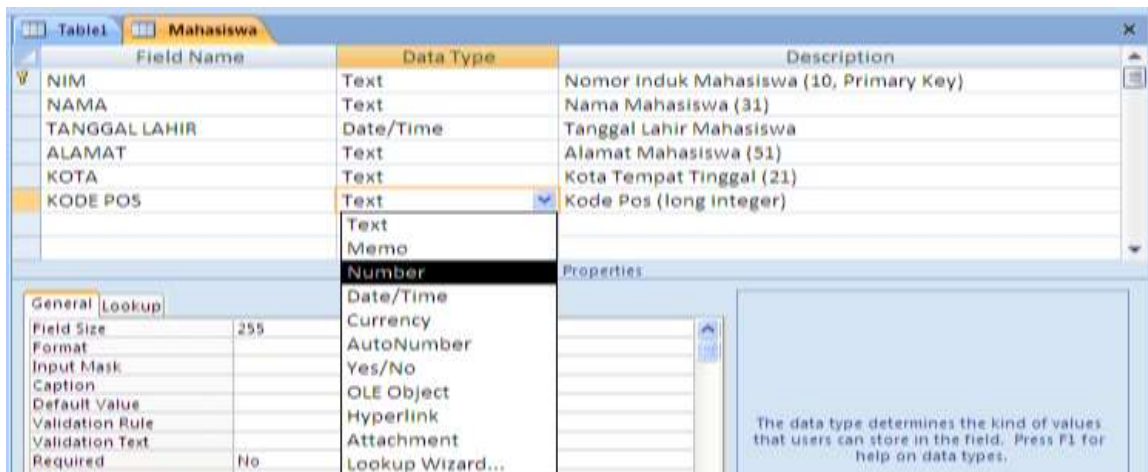 Table1 Mahasiswa
Field Name Data Type Description
NIM Text Nomor Induk Mahasiswa (10, Primary Key)
NAMA Text Nama Mahasiswa (31)
TANGGAL LAHIR Date/Time Tanggal Lahir Mahasiswa
ALAMAT Text Alamat Mahasiswa (51)
KOTA Text Kota Tempat Tinggal (21)
KODE POS Text Kode Pos (long integer)
Text
Memo
Number
Properties
Date/Time
Currency
AutoNumber
Yes/No
OLE Object
Hyperlink
Attachment
Lookup Wizard...
General Lookup
Field Size 255
Format
Input Mask
Caption
Default Value
Validation Rule
Validation Text
Required No
The data type determines the kind of values
that users can store in the field. Press F1 for
help on data types.